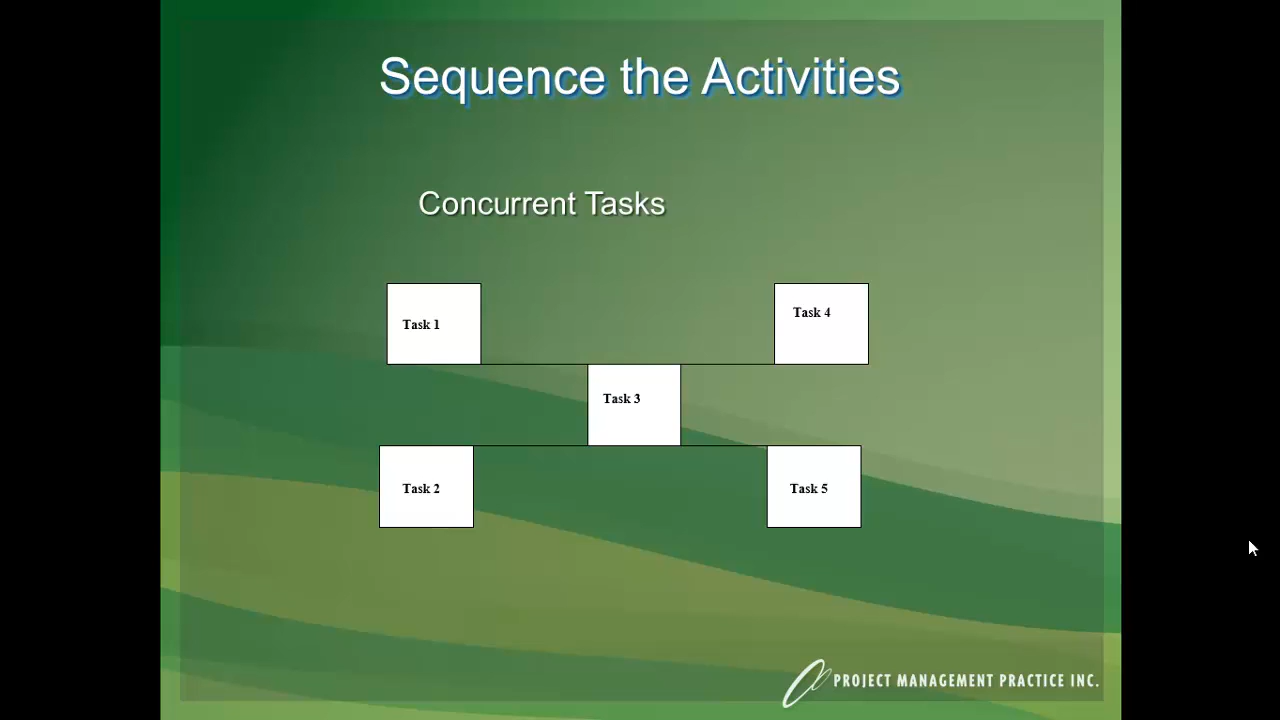 Sequence the Activities
Concurrent Tasks
Task 1
Task 4
Task 3
Task 2
Task 5
PROJECT MANAGEMENT PRACTICE INC.